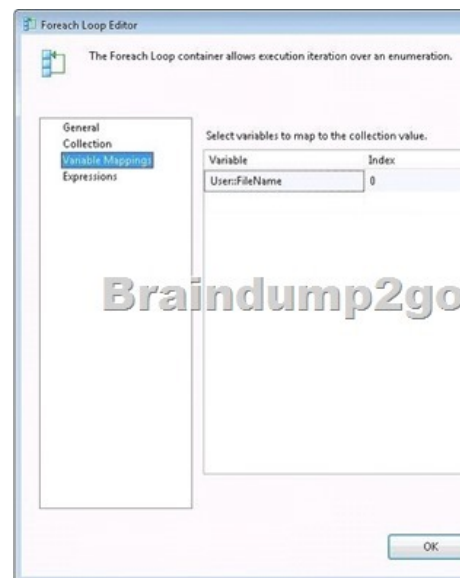 Foreach Loop Editor
The Foreach Loop container allows execution iteration over an enumeration.
General
Collection
Variable Mappings
Expressions
Select variables to map to the collection value.
Variable Index
User::FileName 0
Braindump2go
OK